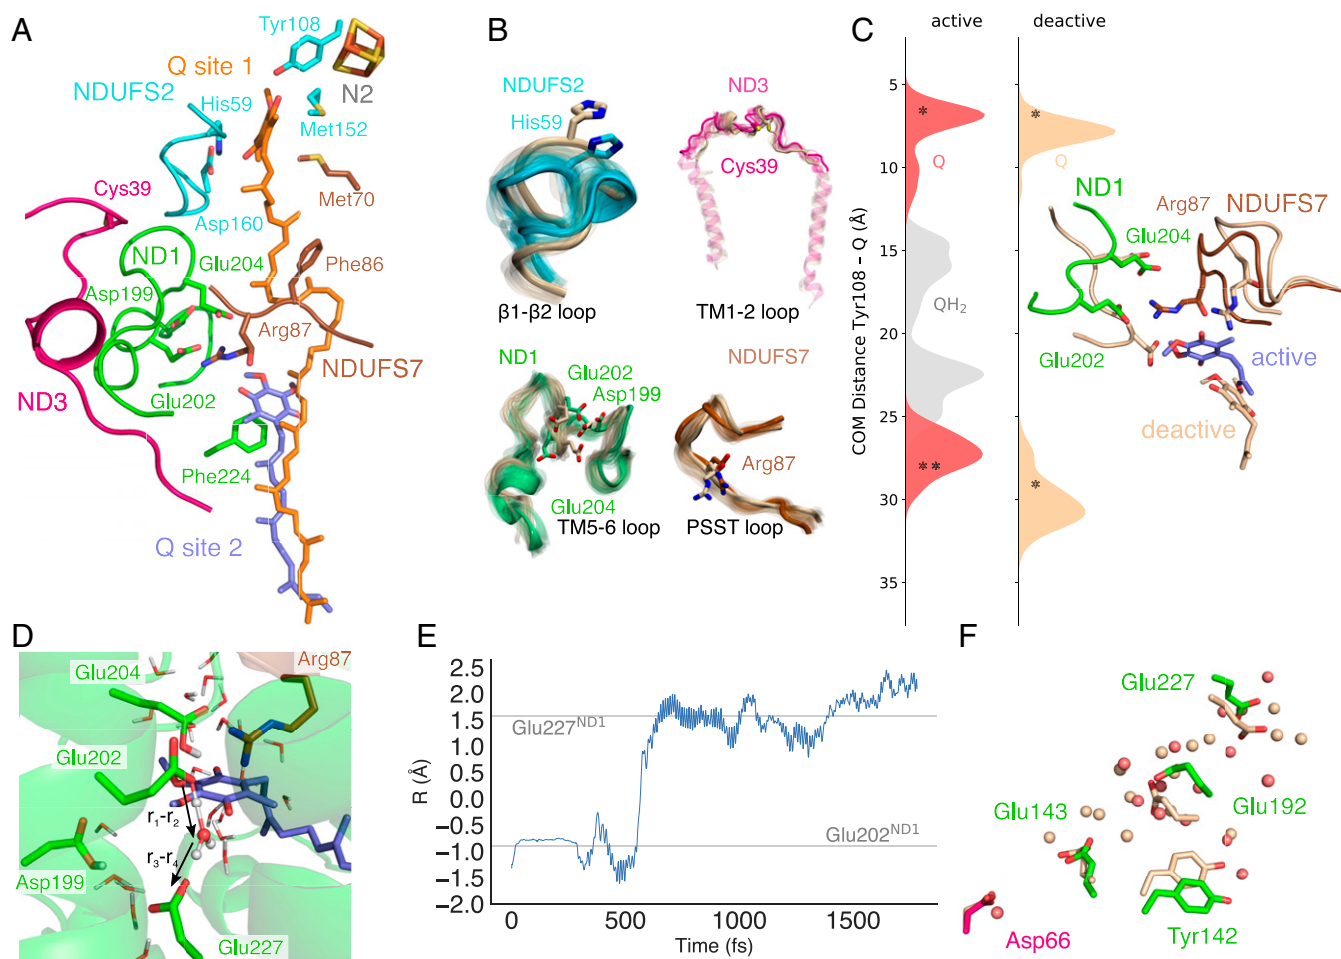 A
Tyr108
Q site 1
NDUFS2
N2
His59
Met152
Cys39
Met70
Asp160
ND1
Glu204
Phe86
Asp199
Arg87
NDUFS7
ND3
Glu202
Phe224
Q site 2
B
NDUFS2
ND3
His59
Cys39
β1-β2 loop
TM1-2 loop
ND1
NDUFS7
Glu202
Asp199
Arg87
Glu204
TM5-6 loop
PSST loop
C
active
deactive
COM Distance Tyr108 – Q (Å)
5
10
15
20
25
30
35
*
Q
QH₂
**
*
Q
*
ND1
Arg87
NDUFS7
Glu204
Glu202
active
deactive
D
Glu204
Arg87
Glu202
r₁-r₂
r₃-r₄
Asp199
Glu227
E
R (Å)
2.5
2.0
1.5
1.0
0.5
0.0
−0.5
−1.0
−1.5
−2.0
Glu227ᴺᴰ¹
Glu202ᴺᴰ¹
0
500
1000
1500
Time (fs)
F
Glu227
Glu143
Glu192
Asp66
Tyr142